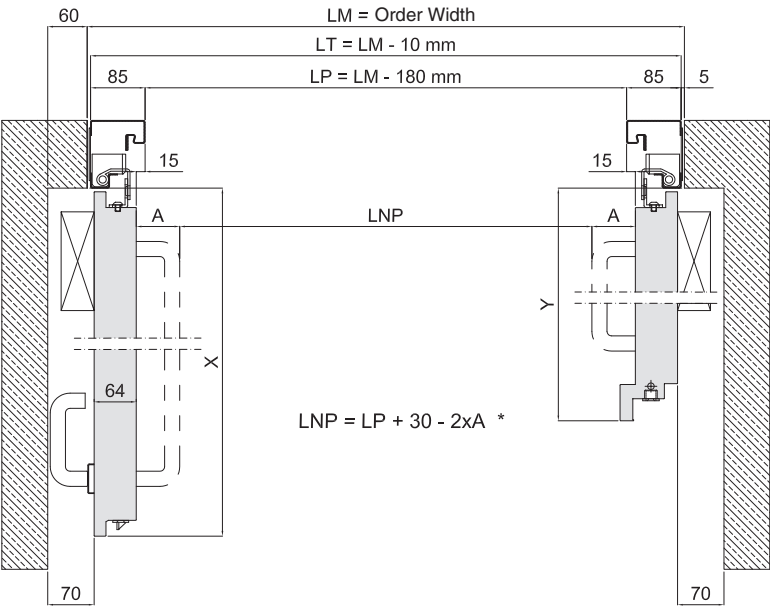 60 LM = Order Width
LT = LM - 10 mm
85 LP = LM - 180 mm 85 5
15 15
A LNP A
Y
X
64
LNP = LP + 30 - 2xA *
70 70